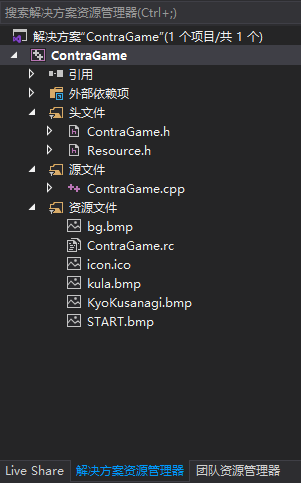 搜索解决方案资源管理器(Ctrl+;)
解决方案"ContraGame"(1 个项目/共 1 个)
ContraGame
引用
外部依赖项
头文件
ContraGame.h
Resource.h
源文件
ContraGame.cpp
资源文件
bg.bmp
ContraGame.rc
icon.ico
kula.bmp
KyoKusanagi.bmp
START.bmp
Live Share 解决方案资源管理器 团队资源管理器